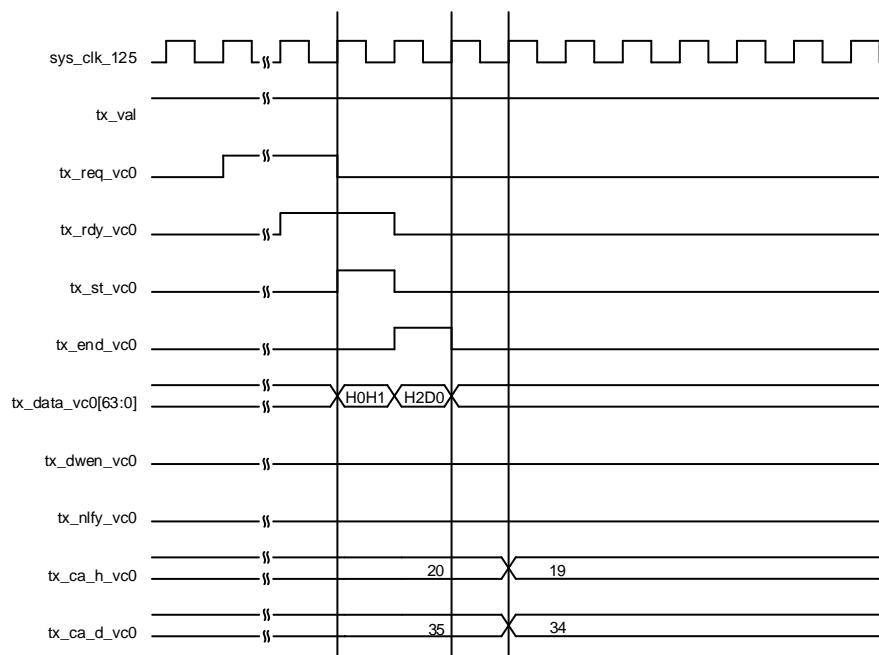 sys_clk_125
tx_val
tx_req_vc0
tx_rdy_vc0
tx_st_vc0
tx_end_vc0
tx_data_vc0[63:0] H0H1 H2D0
tx_dwen_vc0
tx_nlfy_vc0
tx_ca_h_vc0 20 19
tx_ca_d_vc0 35 34